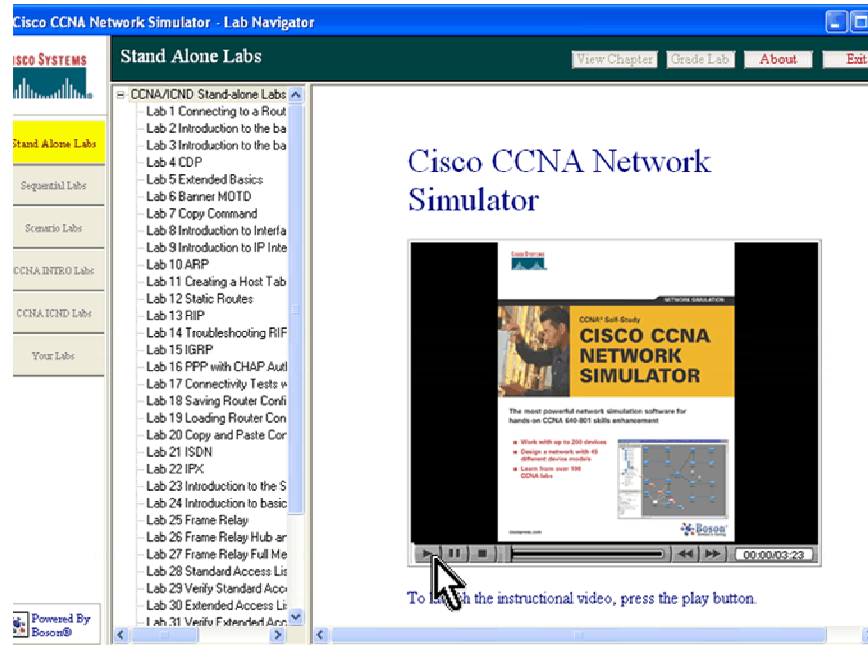 Cisco CCNA Network Simulator - Lab Navigator
ISCO SYSTEMS
Stand Alone Labs
View Chapter
Grade Lab
About
Exit
Stand Alone Labs
Sequential Labs
Scenario Labs
CCNA INTRO Labs
CCNA ICND Labs
Your Labs
Powered By
Boson®
CCNA/ICND Stand-alone Labs
Lab 1 Connecting to a Rout
Lab 2 Introduction to the ba
Lab 3 Introduction to the ba
Lab 4 CDP
Lab 5 Extended Basics
Lab 6 Banner MOTD
Lab 7 Copy Command
Lab 8 Introduction to Interfa
Lab 9 Introduction to IP Inte
Lab 10 ARP
Lab 11 Creating a Host Tab
Lab 12 Static Routes
Lab 13 RIP
Lab 14 Troubleshooting RIF
Lab 15 IGRP
Lab 16 PPP with CHAP Autl
Lab 17 Connectivity Tests w
Lab 18 Saving Router Confi
Lab 19 Loading Router Con
Lab 20 Copy and Paste Cor
Lab 21 ISDN
Lab 22 IPX
Lab 23 Introduction to the S
Lab 24 Introduction to basic
Lab 25 Frame Relay
Lab 26 Frame Relay Hub ar
Lab 27 Frame Relay Full Me
Lab 28 Standard Access Lis
Lab 29 Verify Standard Acc
Lab 30 Extended Access Li
Lab 31 Verify Extended Acc
Cisco CCNA Network
Simulator
CISCO SYSTEMS
NETWORK SIMULATION
CCNA® Self-Study
CISCO CCNA
NETWORK
SIMULATOR
The most powerful network simulation software for
hands-on CCNA 640-801 skills enhancement
Work with up to 200 devices
Design a network with 45
different device models
Learn from over 100
CCNA labs
ciscopress.com
Boson
00:00/03:23
To the instructional video, press the play button.